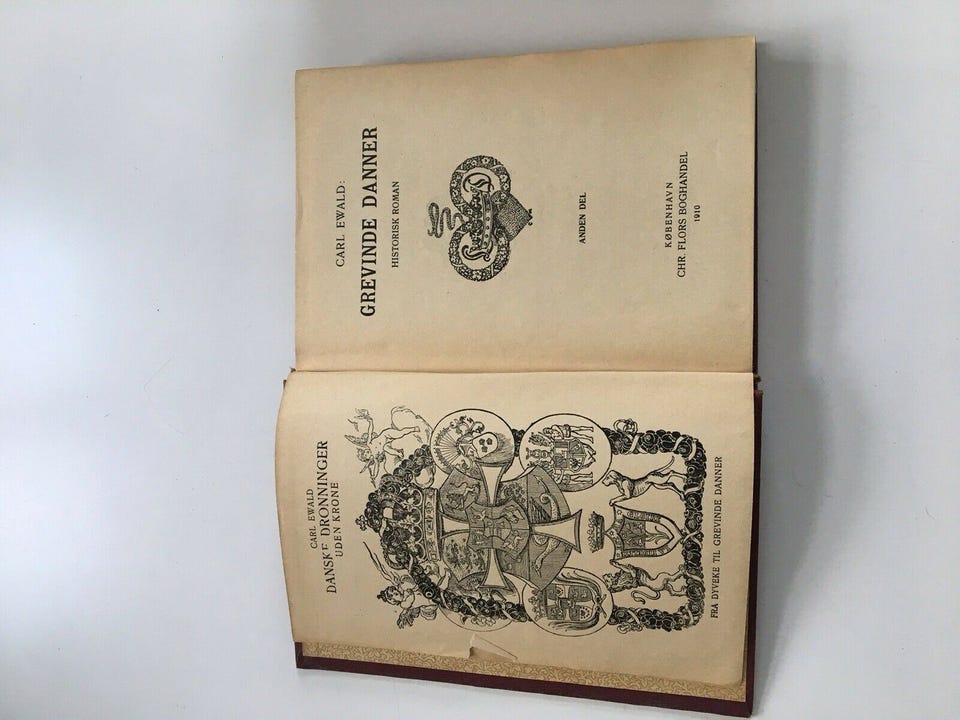 CARL EWALD
DANSKE DRONNINGER
UDEN KRONE
FRA DYVEKE TIL GREVINDE DANNER
CARL EWALD:
GREVINDE DANNER
HISTORISK ROMAN
ANDEN DEL
KØBENHAVN
CHR. FLORS BOGHANDEL
1910